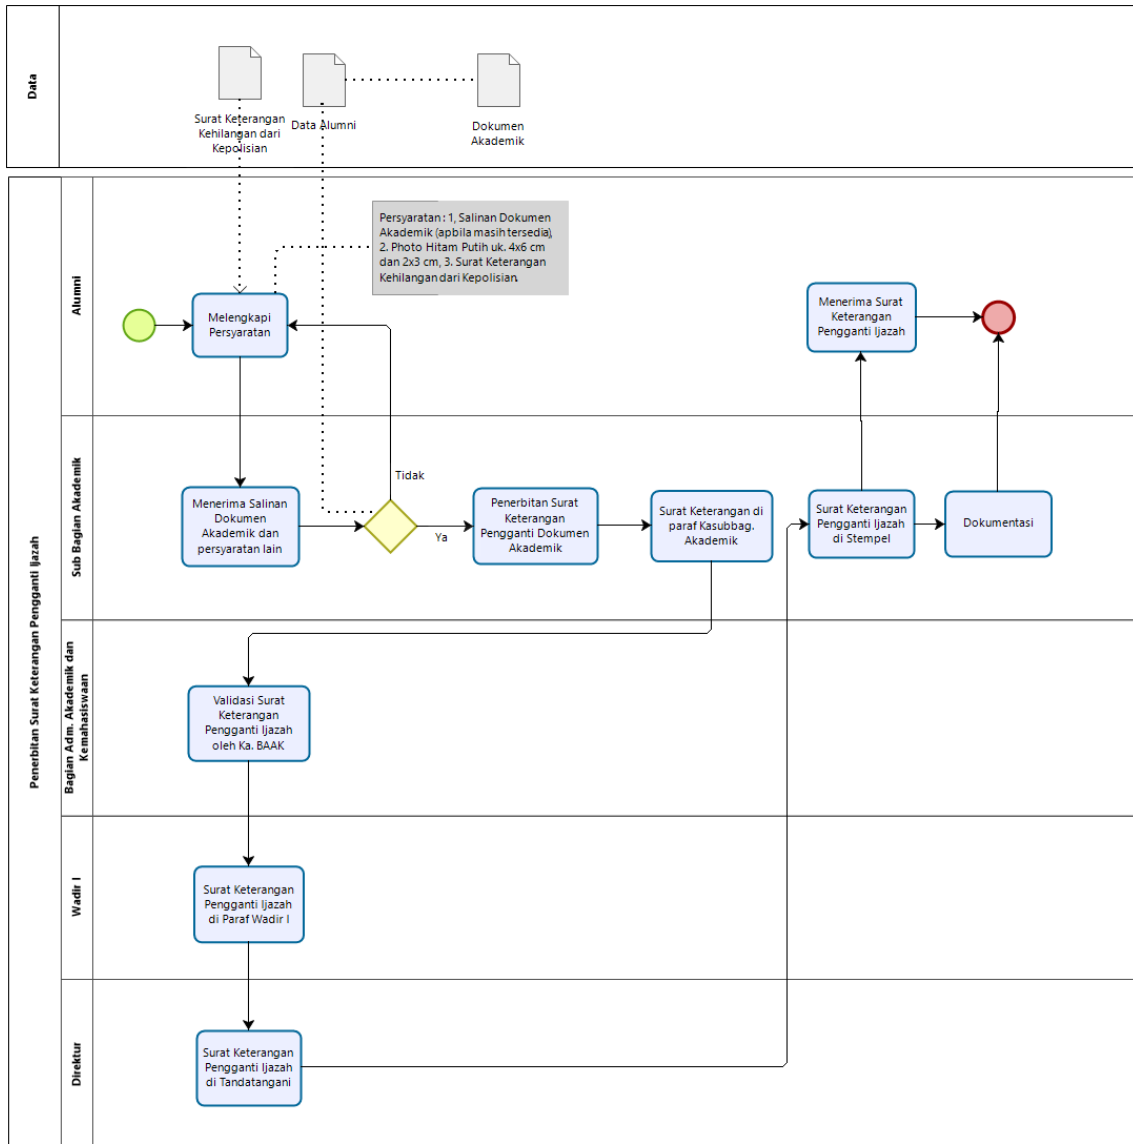 Data
Surat Keterangan
Kehilangan dari
Kepolisian
Data Alumni
Dokumen
Akademik
Penerbitan Surat Keterangan Pengganti Ijazah
Alumni
Persyaratan : 1, Salinan Dokumen
Akademik (apbila masih tersedia),
2. Photo Hitam Putih uk. 4x6 cm
dan 2x3 cm, 3. Surat Keterangan
Kehilangan dari Kepolisian.
Melengkapi
Persyaratan
Menerima Surat
Keterangan
Pengganti Ijazah
Sub Bagian Akademik
Menerima Salinan
Dokumen
Akademik dan
persyaratan lain
Tidak
Ya
Penerbitan Surat
Keterangan
Pengganti Dokumen
Akademik
Surat Keterangan di
paraf Kasubbag.
Akademik
Surat Keterangan
Pengganti Ijazah
di Stempel
Dokumentasi
Bagian Adm. Akademik dan
Kemahasiswaan
Validasi Surat
Keterangan
Pengganti Ijazah
oleh Ka. BAAK
Wadir I
Surat Keterangan
Pengganti Ijazah
di Paraf Wadir I
Direktur
Surat Keterangan
Pengganti Ijazah
di Tandatangani